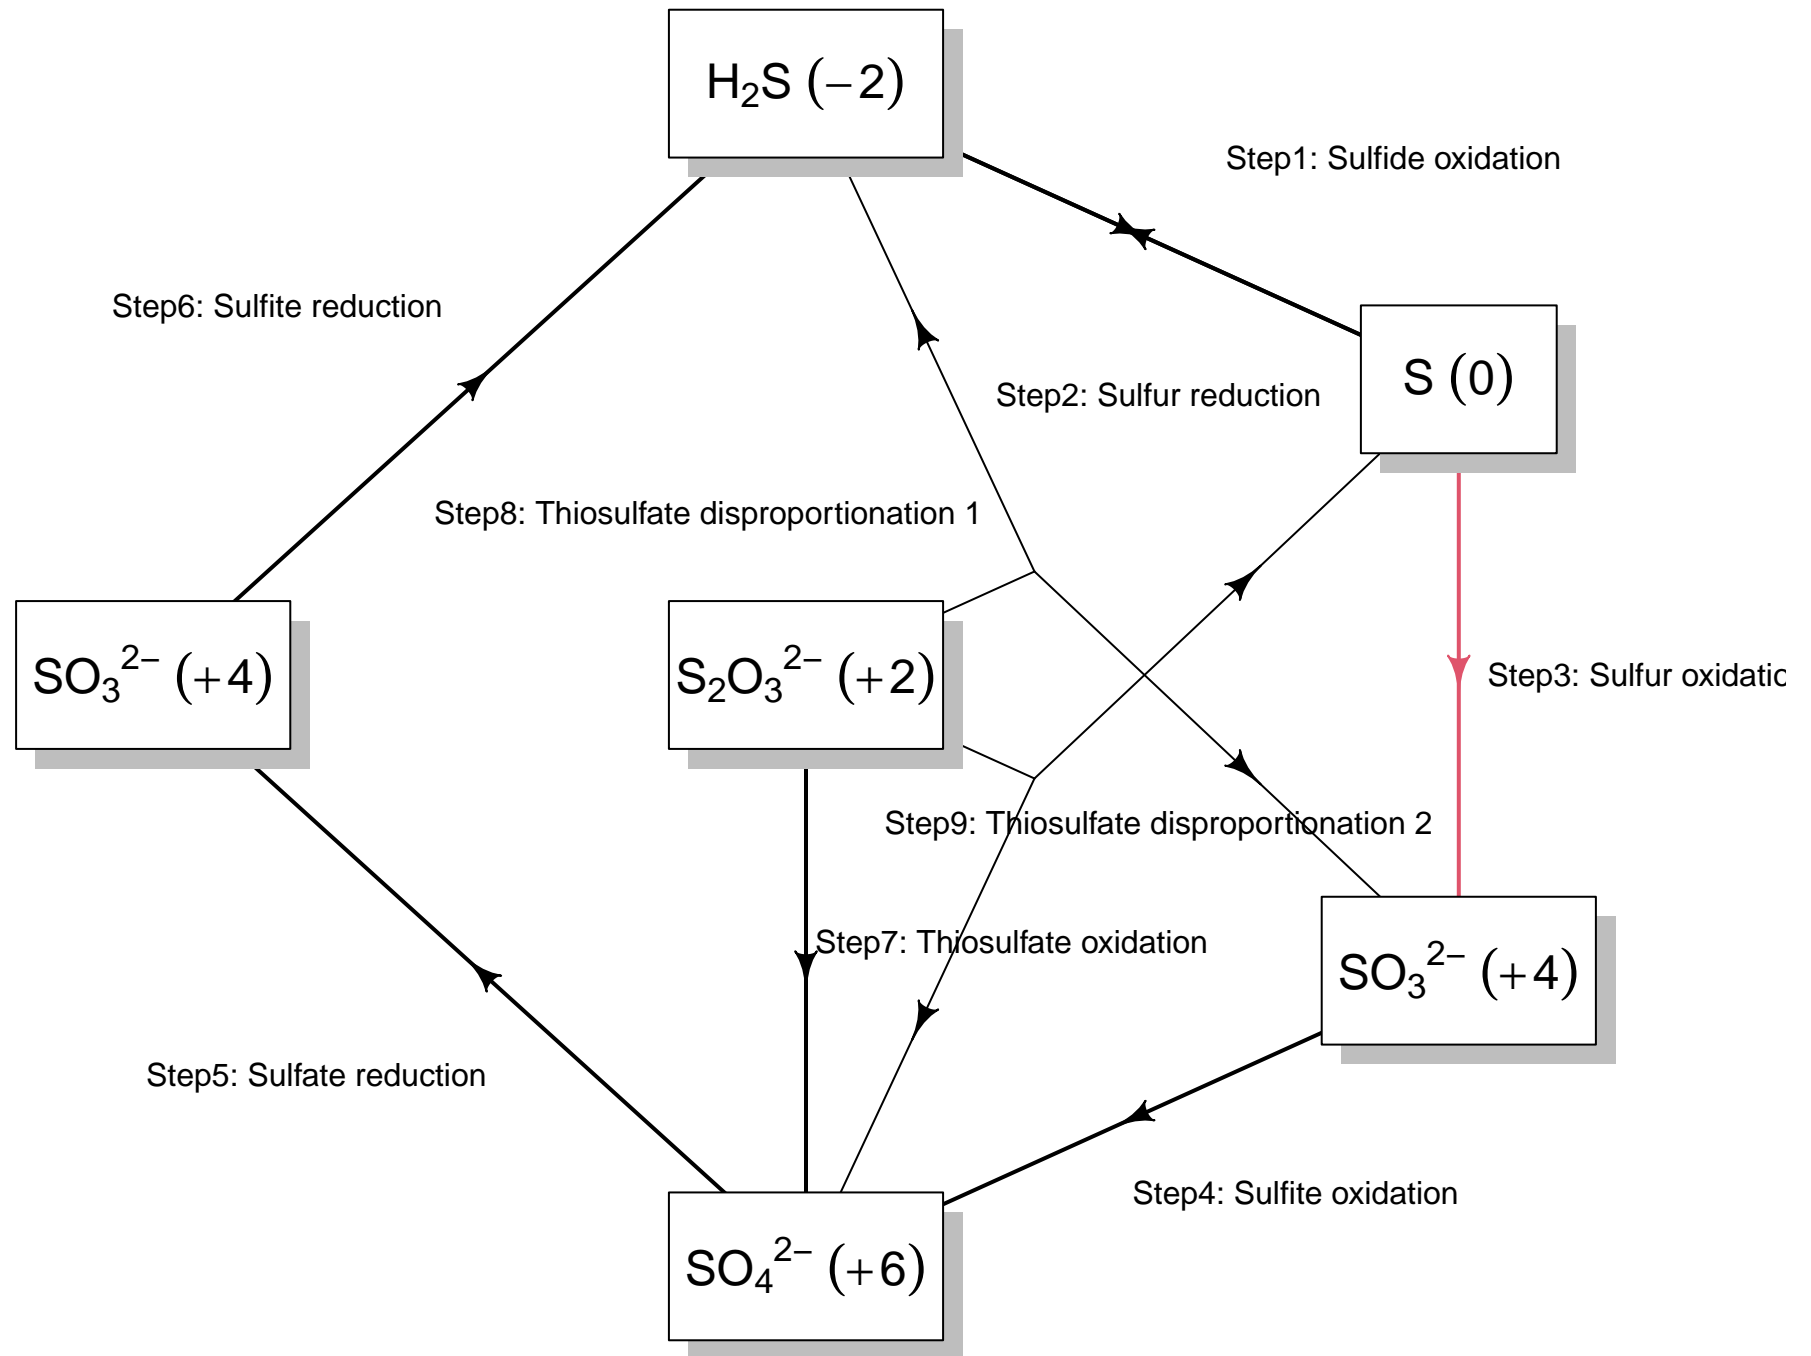 H₂S (−2)
Step1: Sulfide oxidation
Step6: Sulfite reduction
S (0)
Step2: Sulfur reduction
Step8: Thiosulfate disproportionation 1
SO₃²⁻ (+4)
S₂O₃²⁻ (+2)
Step3: Sulfur oxidatic
Step9: Thiosulfate disproportionation 2
Step7: Thiosulfate oxidation
SO₃²⁻ (+4)
Step5: Sulfate reduction
Step4: Sulfite oxidation
SO₄²⁻ (+6)